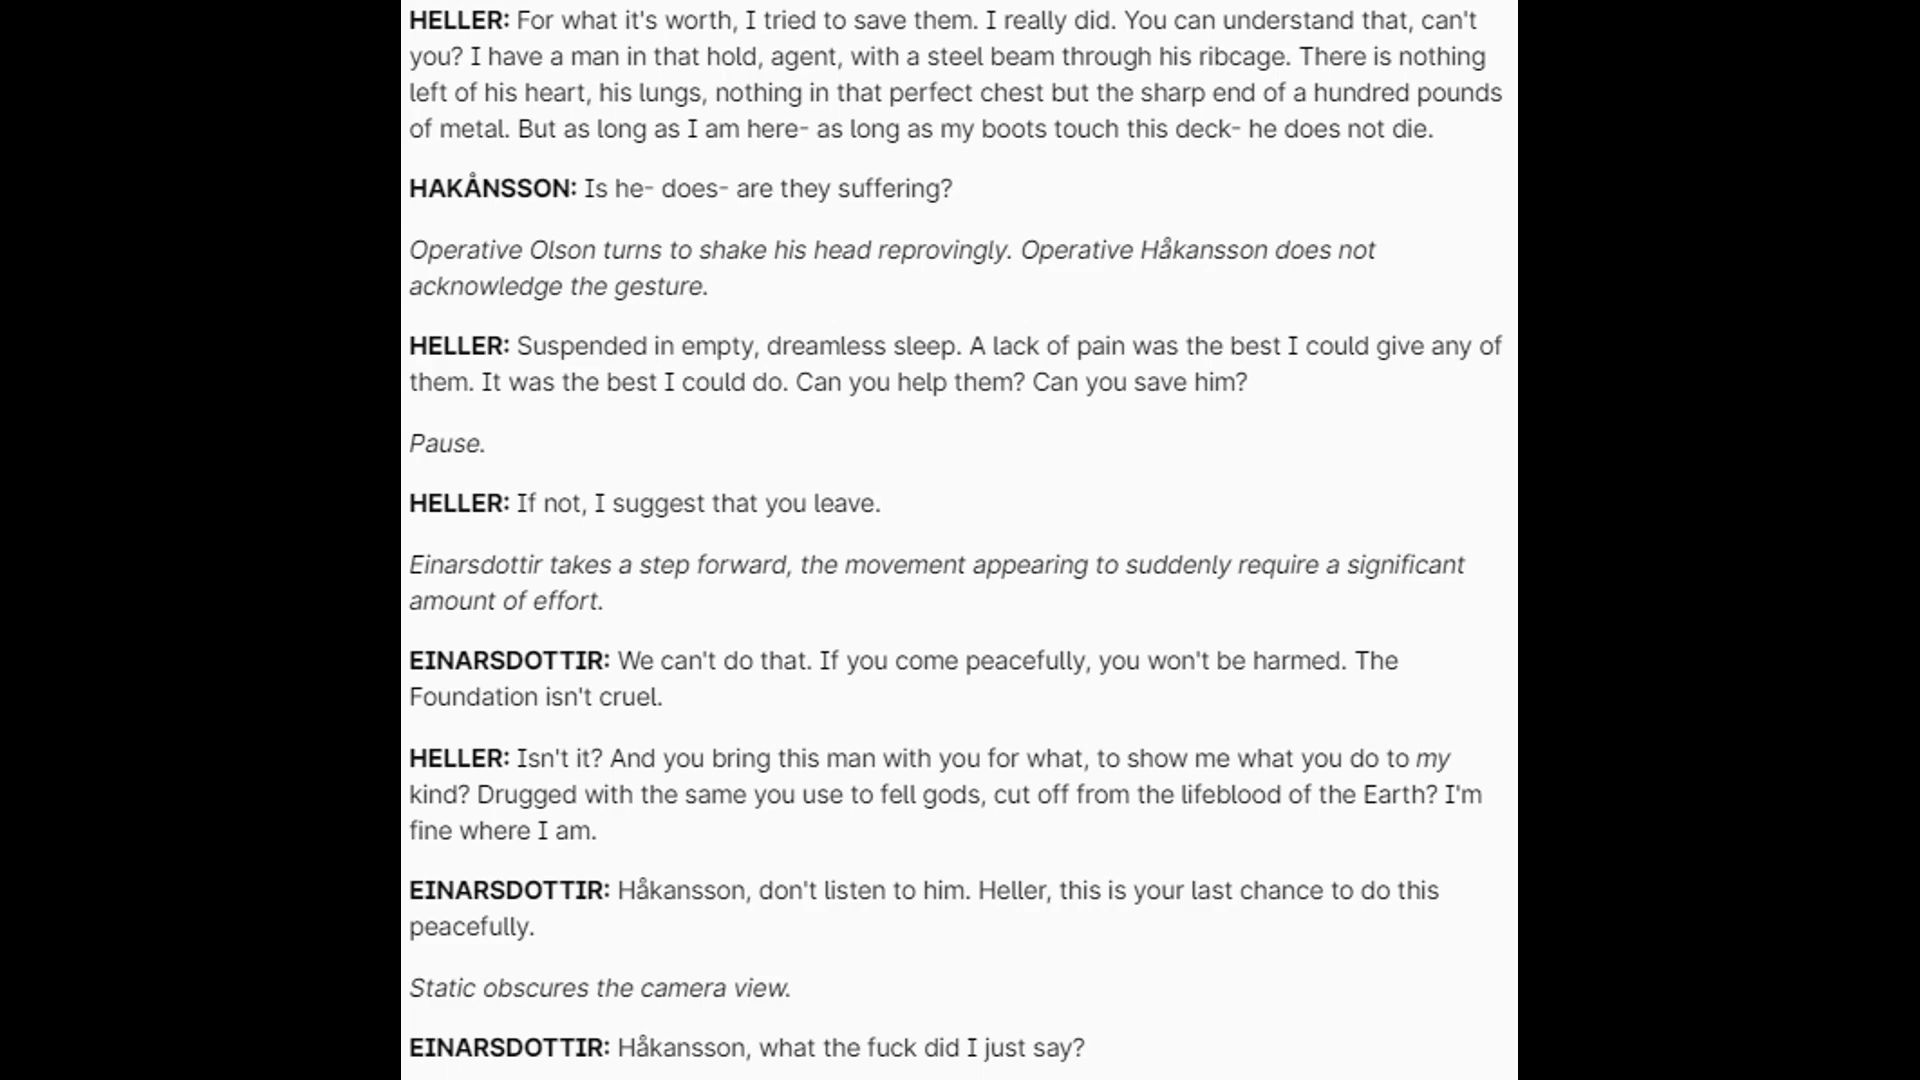 HELLER: For what it's worth, I tried to save them. I really did. You can understand that, can't
you? I have a man in that hold, agent, with a steel beam through his ribcage. There is nothing
left of his heart, his lungs, nothing in that perfect chest but the sharp end of a hundred pounds
of metal. But as long as I am here- as long as my boots touch this deck- he does not die.
HAKÅNSSON: Is he- does- are they suffering?
Operative Olson turns to shake his head reprovingly. Operative Håkansson does not
acknowledge the gesture.
HELLER: Suspended in empty, dreamless sleep. A lack of pain was the best I could give any of
them. It was the best I could do. Can you help them? Can you save him?
Pause.
HELLER: If not, I suggest that you leave.
Einarsdottir takes a step forward, the movement appearing to suddenly require a significant
amount of effort.
EINARSDOTTIR: We can't do that. If you come peacefully, you won't be harmed. The
Foundation isn't cruel.
HELLER: Isn't it? And you bring this man with you for what, to show me what you do to my
kind? Drugged with the same you use to fell gods, cut off from the lifeblood of the Earth? I'm
fine where I am.
EINARSDOTTIR: Håkansson, don't listen to him. Heller, this is your last chance to do this
peacefully.
Static obscures the camera view.
EINARSDOTTIR: Håkansson, what the fuck did I just say?